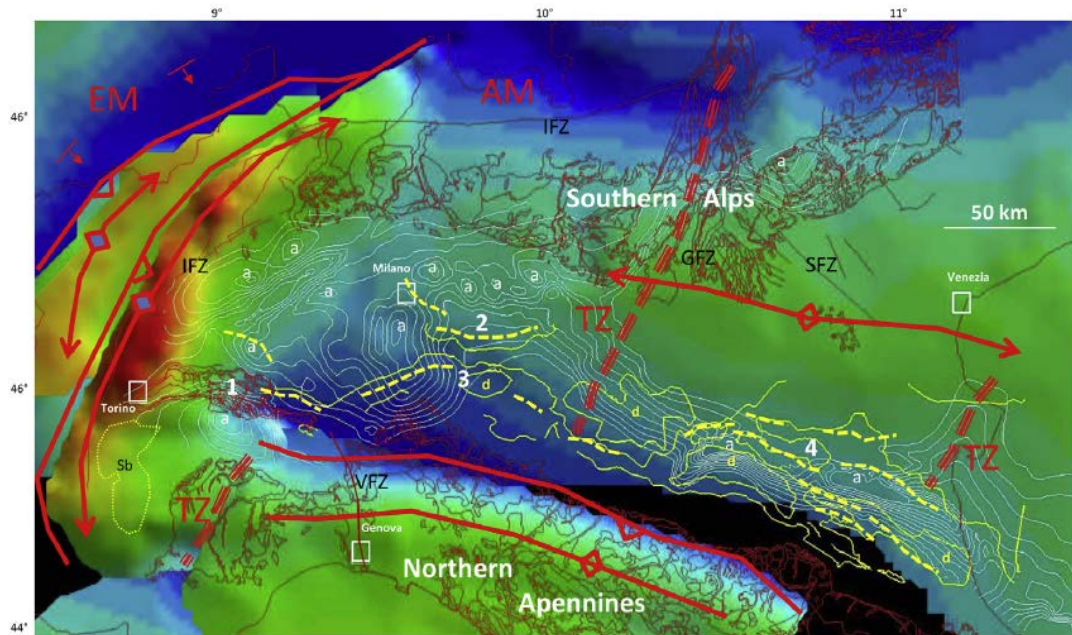 9°
10°
11°
EM
AM
46°
IFZ
a
Southern Alps
50 km
a
IFZ
a
Milano
a
GFZ
SFZ
a
a
a
a
a
Venezia
2
a
TZ
a
46°
1
3
d
Torino
d
a
a
4
d
TZ
Sb
VFZ
a
TZ
Genova
d
Northern
Apennines
44°